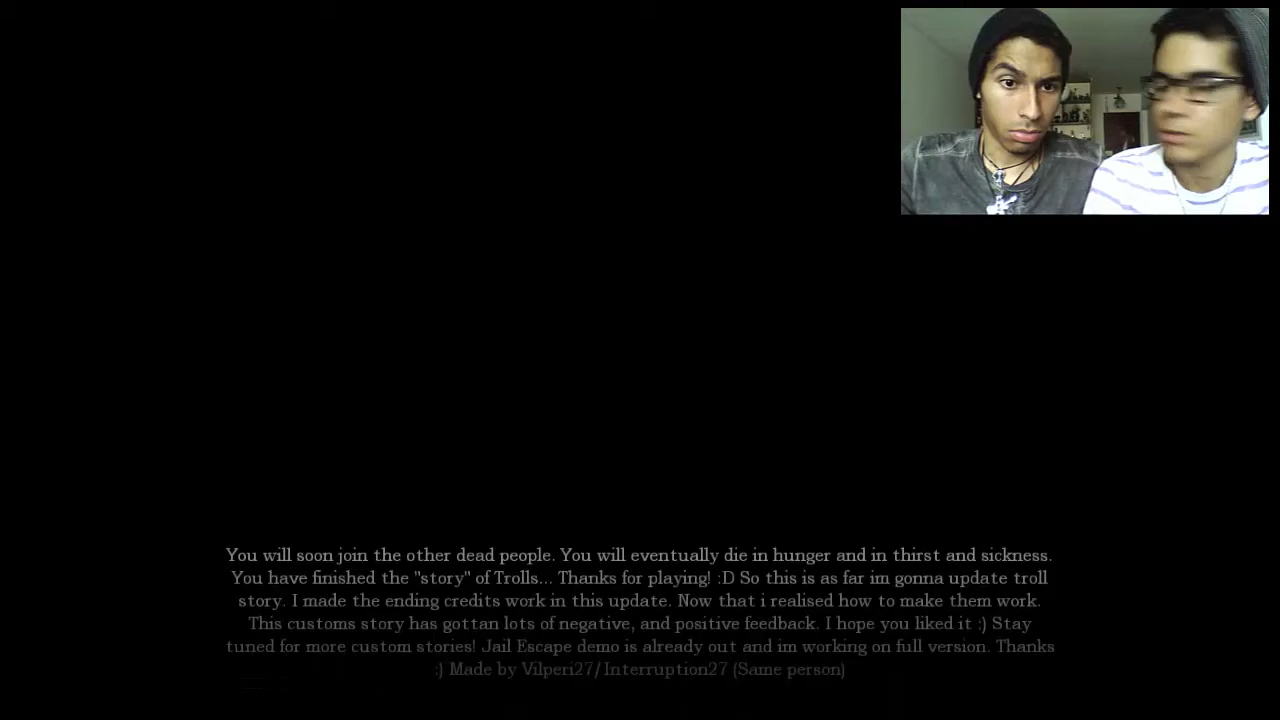 You will soon join the other dead people. You will eventually die in hunger and in thirst and sickness.
You have finished the "story" of Trolls... Thanks for playing! :D So this is as far im gonna update troll
story. I made the ending credits work in this update. Now that i realised how to make them work.
This customs story has gottan lots of negative, and positive feedback. I hope you liked it :) Stay
tuned for more custom stories! Jail Escape demo is already out and im working on full version. Thanks
:) Made by Vilperi27/Interruption27 (Same person)